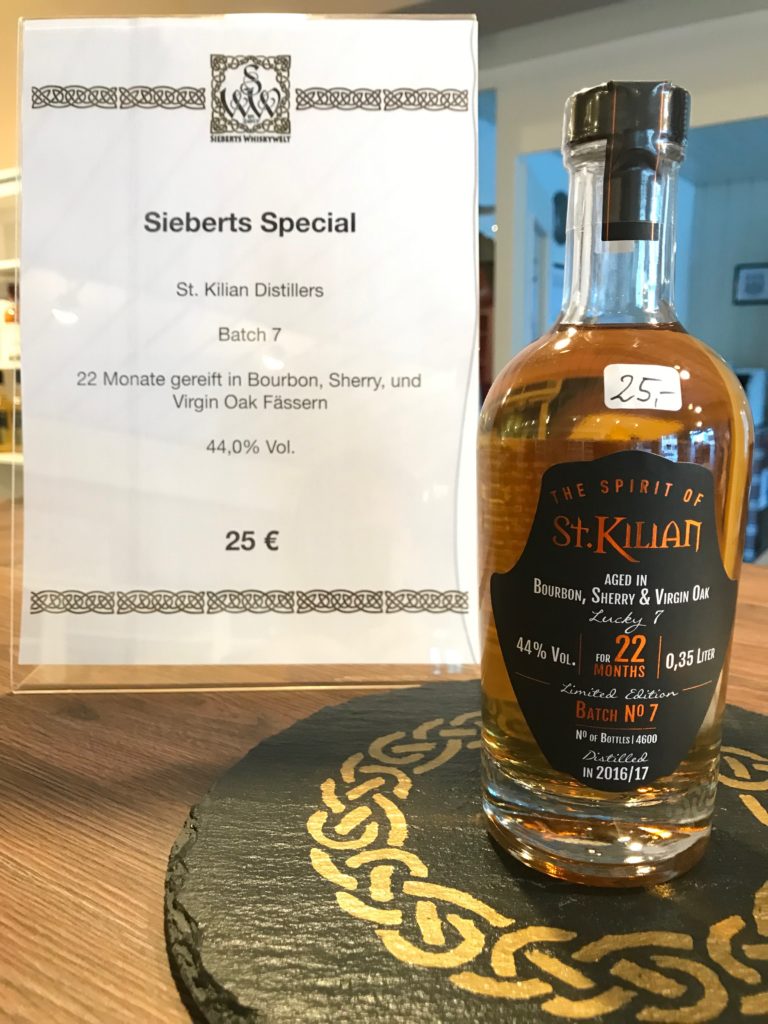 SW
SIEBERTS WHISKYWELT
Sieberts Special
St. Kilian Distillers
Batch 7
22 Monate gereift in Bourbon, Sherry, und
Virgin Oak Fässern
44,0% Vol.
25 €
25,-
THE SPIRIT OF
ST. KILIAN
AGED IN
BOURBON, SHERRY & VIRGIN OAK
Lucky 7
44% VOL. FOR 22 MONTHS 0,35 LITER
Limited Edition
BATCH Nº 7
Nº OF BOTTLES | 4600
Distilled
IN 2016/17